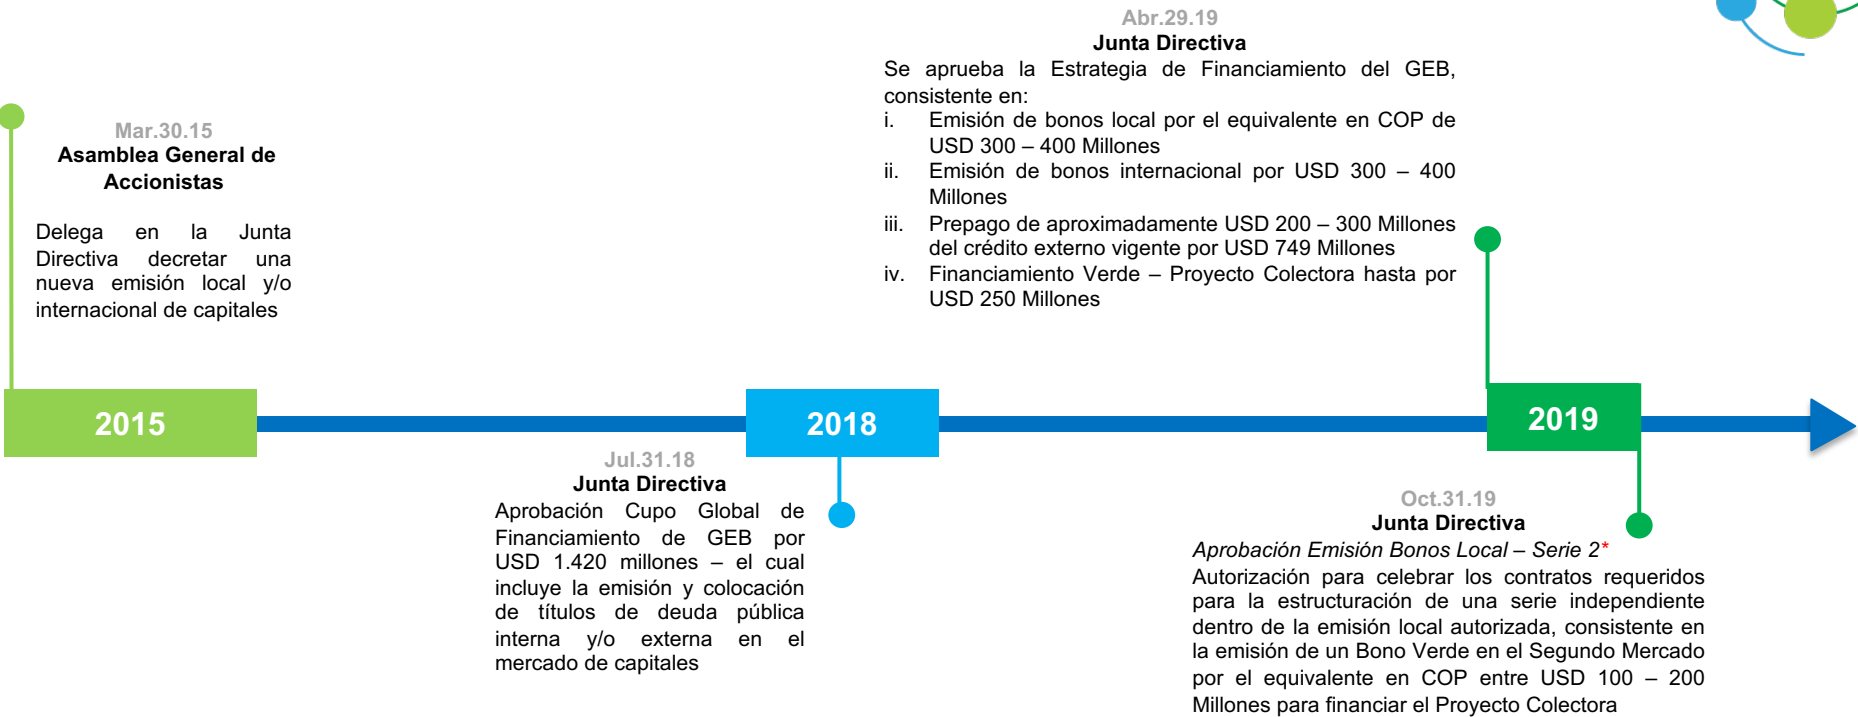 Mar.30.15
Asamblea General de
Accionistas
Delega en la Junta
Directiva decretar una
nueva emisión local y/o
internacional de capitales
Abr.29.19
Junta Directiva
Se aprueba la Estrategia de Financiamiento del GEB,
consistente en:
i. Emisión de bonos local por el equivalente en COP de
USD 300 – 400 Millones
ii. Emisión de bonos internacional por USD 300 – 400
Millones
iii. Prepago de aproximadamente USD 200 – 300 Millones
del crédito externo vigente por USD 749 Millones
iv. Financiamiento Verde – Proyecto Colectora hasta por
USD 250 Millones
2015
2018
2019
Jul.31.18
Junta Directiva
Aprobación Cupo Global de
Financiamiento de GEB por
USD 1.420 millones – el cual
incluye la emisión y colocación
de títulos de deuda pública
interna y/o externa en el
mercado de capitales
Oct.31.19
Junta Directiva
Aprobación Emisión Bonos Local – Serie 2*
Autorización para celebrar los contratos requeridos
para la estructuración de una serie independiente
dentro de la emisión local autorizada, consistente en
la emisión de un Bono Verde en el Segundo Mercado
por el equivalente en COP entre USD 100 – 200
Millones para financiar el Proyecto Colectora